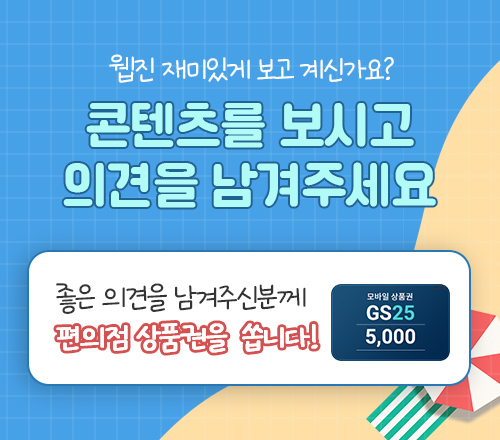 웹진 재미있게 보고 계신가요?
콘텐츠를 보시고
의견을 남겨주세요
좋은 의견을 남겨주신분께
편의점 상품권을 쏩니다!
모바일 상품권
GS25
5,000